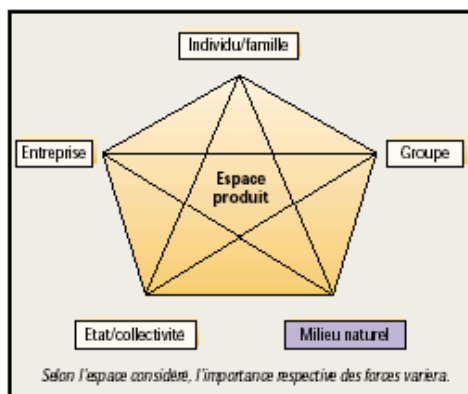 Individu/famille
Entreprise
Groupe
Espace
produit
Etat/collectivité
Milieu naturel
Selon l'espace considéré, l'importance respective des forces variera.